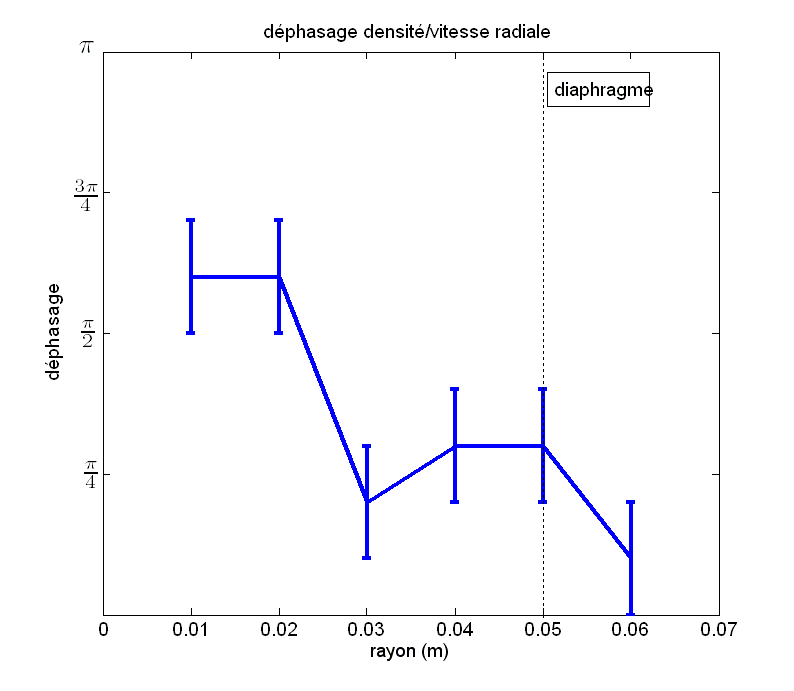 déphasage densité/vitesse radiale
π
diaphragme
3π/4
π/2
déphasage
π/4
0 0.01 0.02 0.03 0.04 0.05 0.06 0.07
rayon (m)